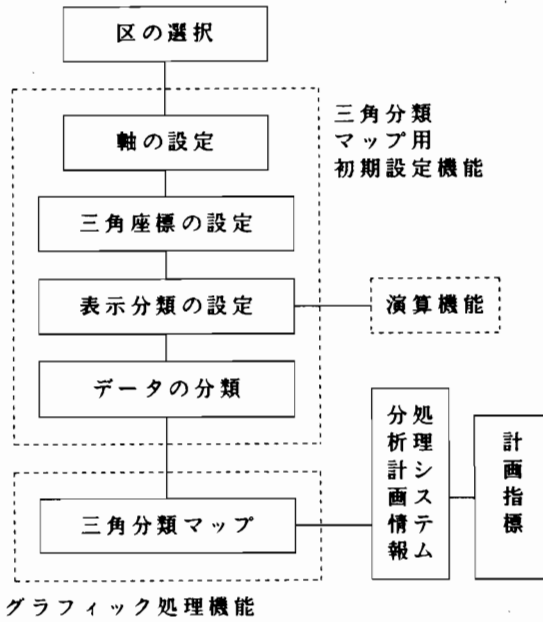 区の選択
三角分類
マップ用
初期設定機能
軸の設定
三角座標の設定
表示分類の設定
演算機能
データの分類
三角分類マップ
分析計画情報
処理システム
計画指標
グラフィック処理機能